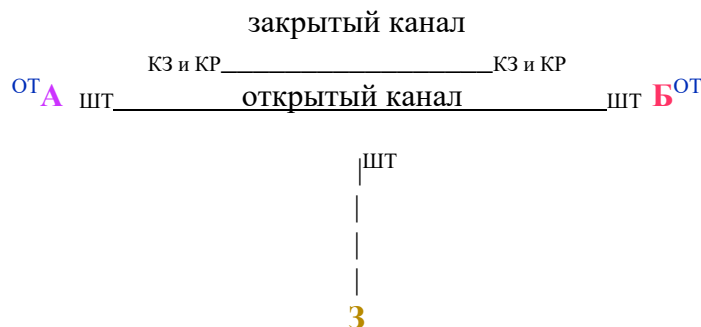 закрытый канал
КЗ и КР КЗ и КР
ОТ А ШТ открытый канал ШТ Б ОТ
ШТ
З